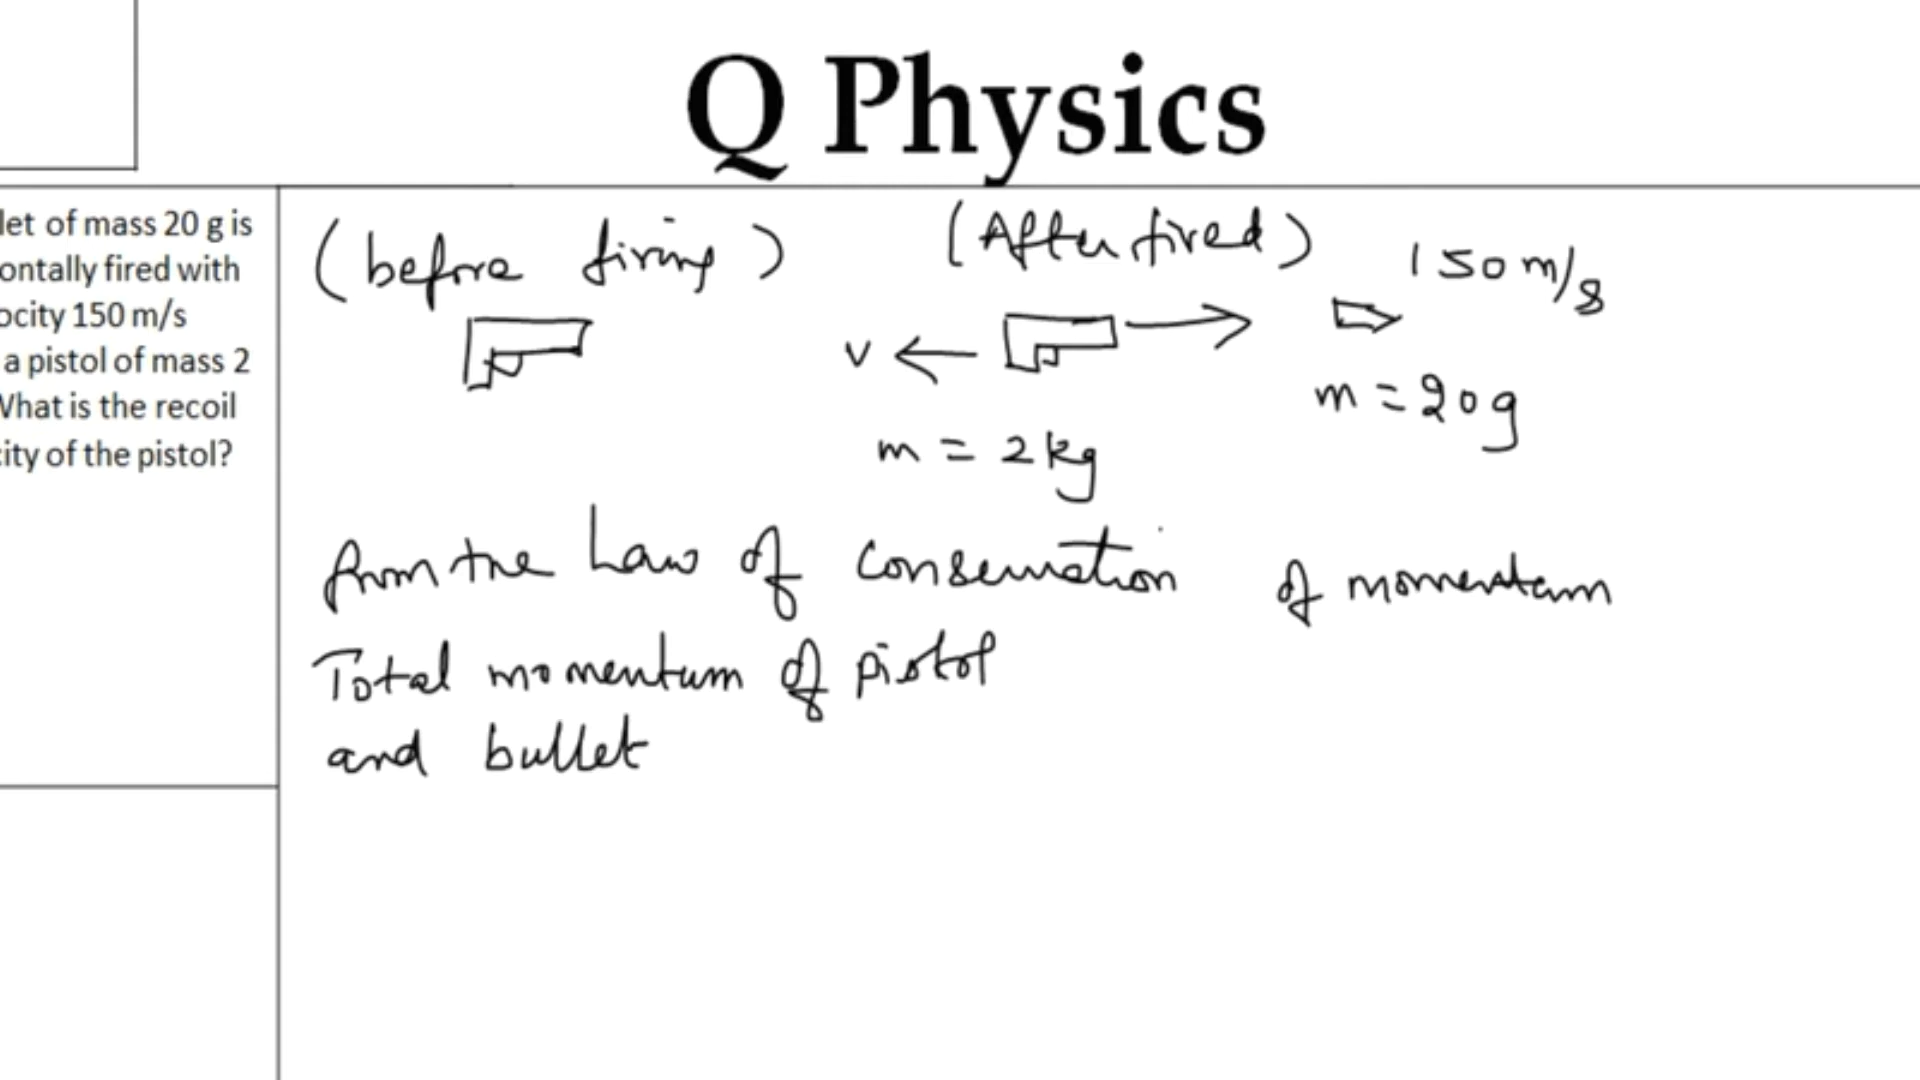 Q Physics
let of mass 20 g is
ontally fired with
ocity 150 m/s
a pistol of mass 2
What is the recoil
city of the pistol?
(before firing)
(After fired)
150 m/s
v
m = 20g
m = 2kg
from the Law of conservation of momentum
Total momentum of pistol
and bullet